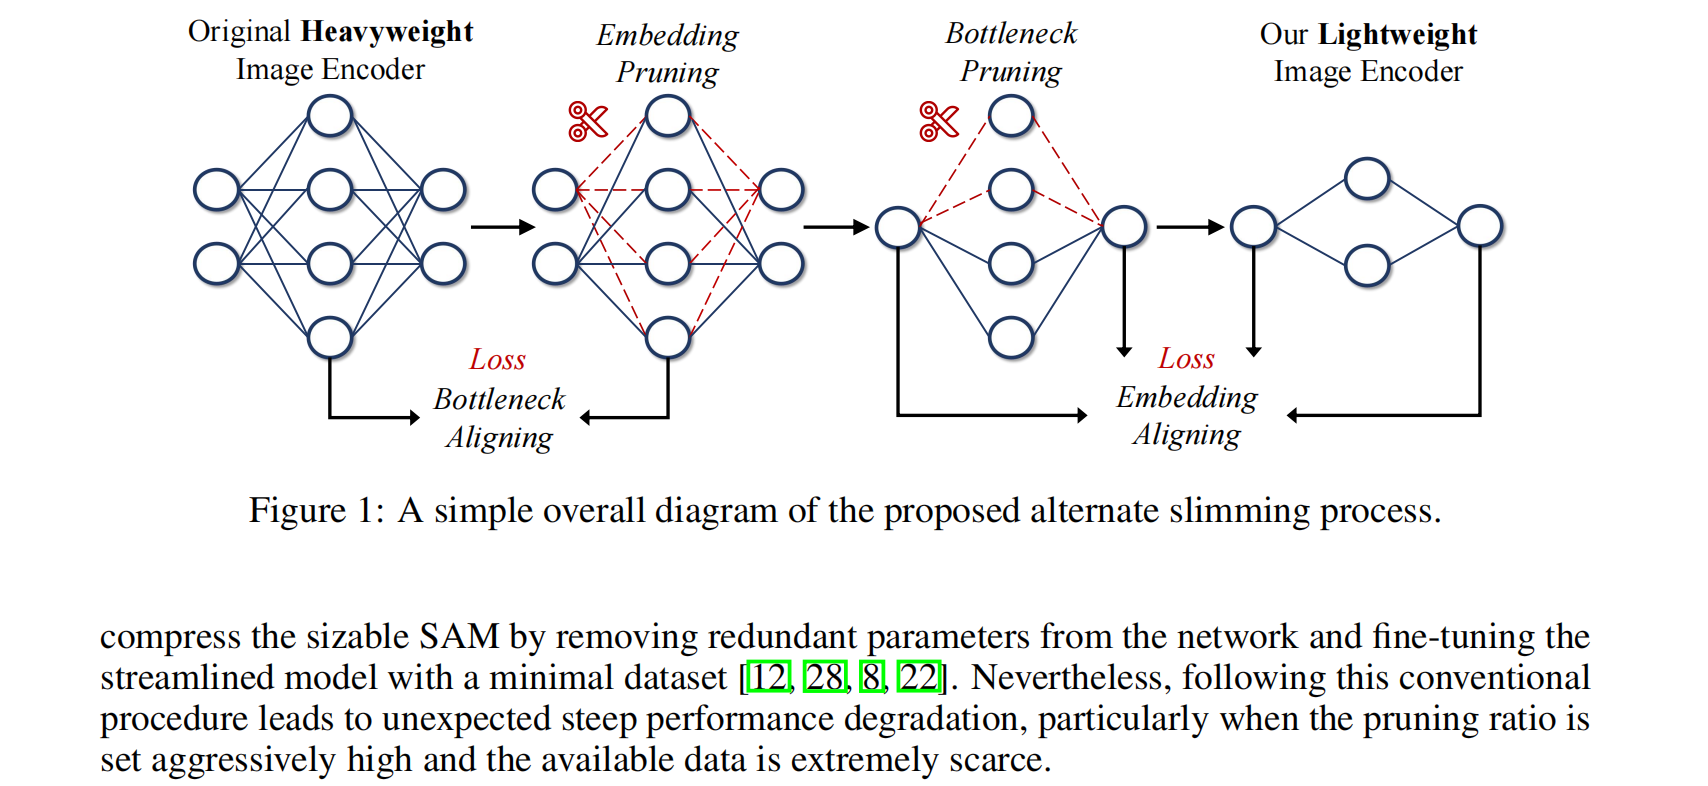 Original Heavyweight
Image Encoder
Embedding
Pruning
Bottleneck
Pruning
Our Lightweight
Image Encoder
Loss
Bottleneck
Aligning
Loss
Embedding
Aligning
Figure 1: A simple overall diagram of the proposed alternate slimming process.
compress the sizable SAM by removing redundant parameters from the network and fine-tuning the
streamlined model with a minimal dataset [12, 28, 8, 22]. Nevertheless, following this conventional
procedure leads to unexpected steep performance degradation, particularly when the pruning ratio is
set aggressively high and the available data is extremely scarce.